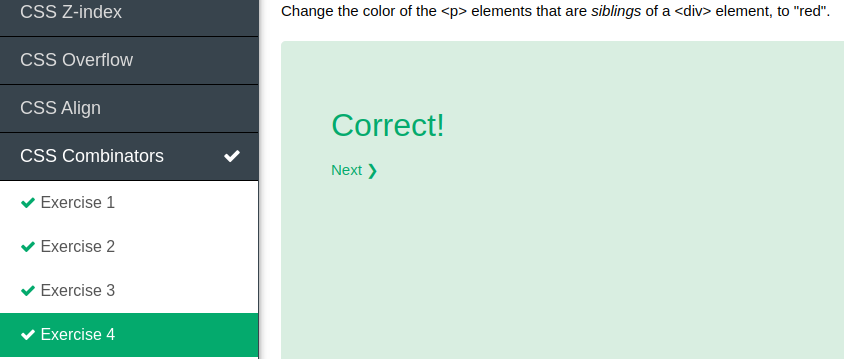 CSS Z-index
CSS Overflow
CSS Align
CSS Combinators
Exercise 1
Exercise 2
Exercise 3
Exercise 4
Change the color of the <p> elements that are siblings of a <div> element, to "red".
Correct!
Next ❯